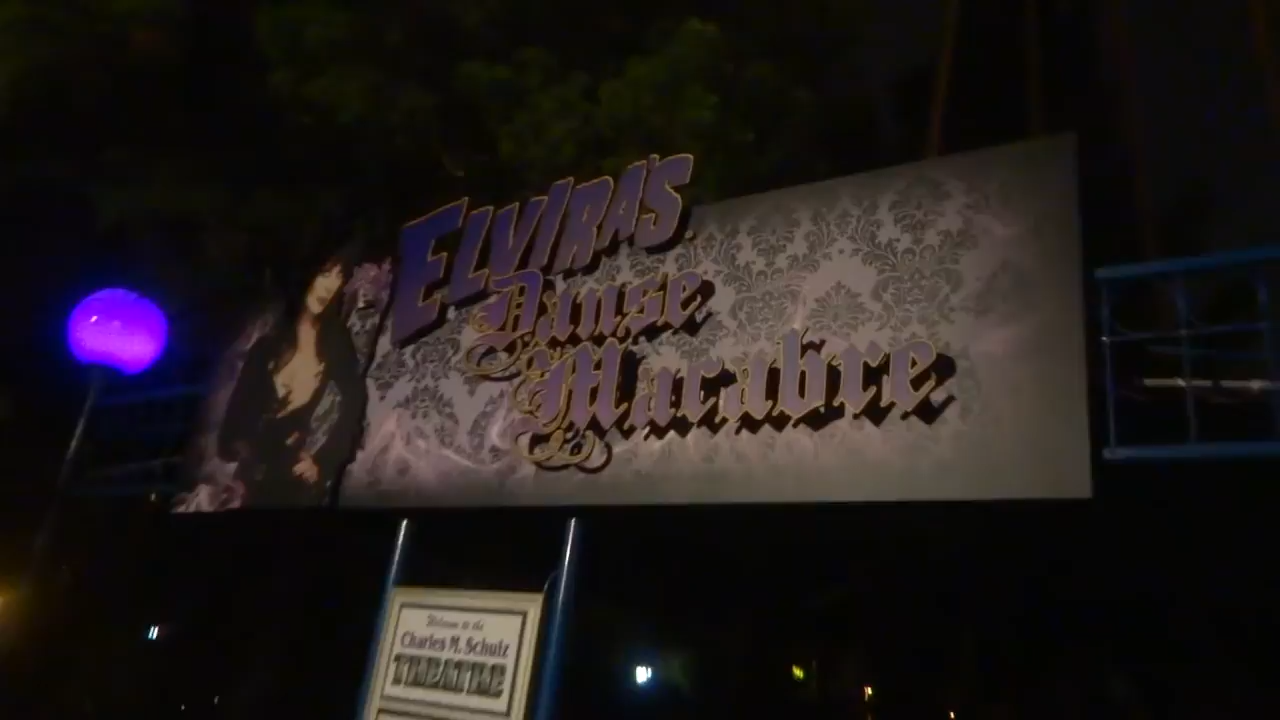 ELVIRA'S
Danse
Macabre
Welcome to the
Charles M. Schulz
THEATRE